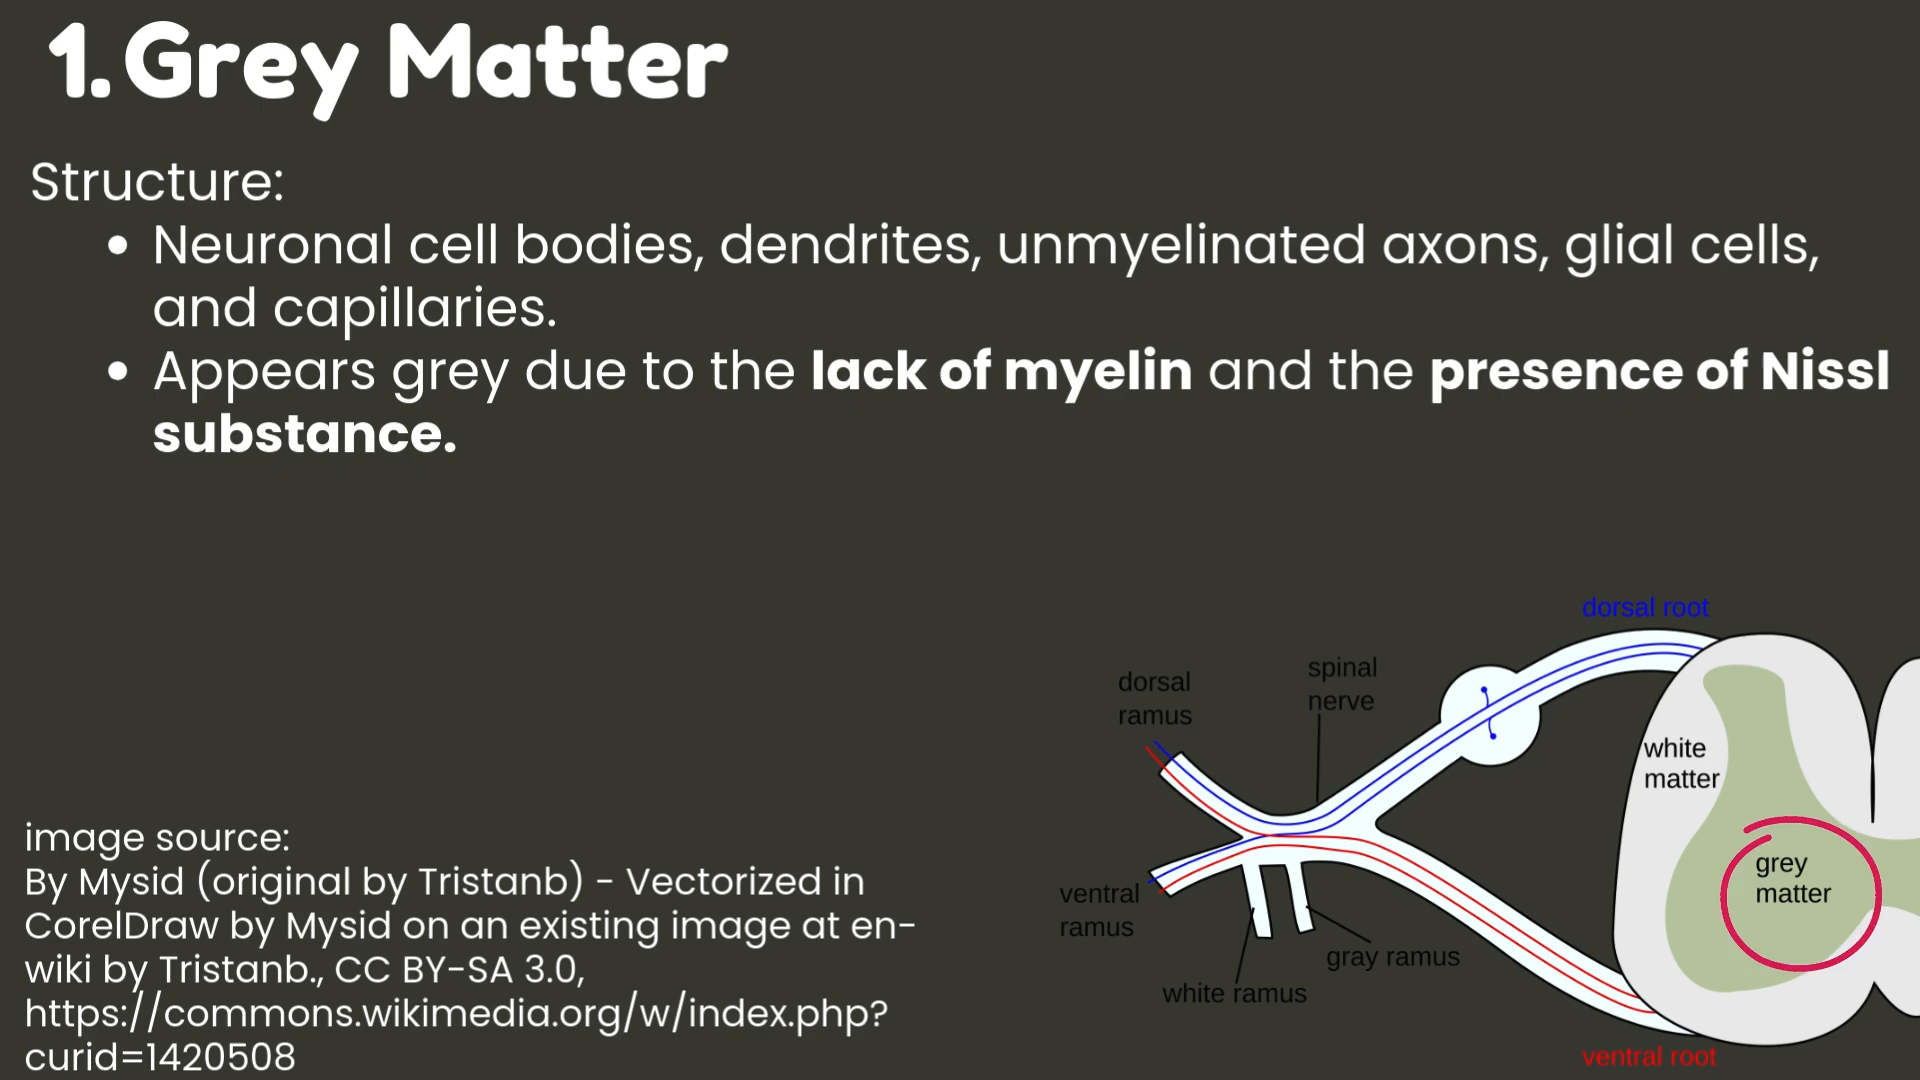 1. Grey Matter
Structure:
• Neuronal cell bodies, dendrites, unmyelinated axons, glial cells,
and capillaries.
• Appears grey due to the lack of myelin and the presence of Nissl
substance.
dorsal root
dorsal
ramus
spinal
nerve
white
matter
grey
matter
ventral
ramus
gray ramus
white ramus
ventral root
image source:
By Mysid (original by Tristanb) - Vectorized in
CorelDraw by Mysid on an existing image at en-
wiki by Tristanb., CC BY-SA 3.0,
https://commons.wikimedia.org/w/index.php?
curid=1420508